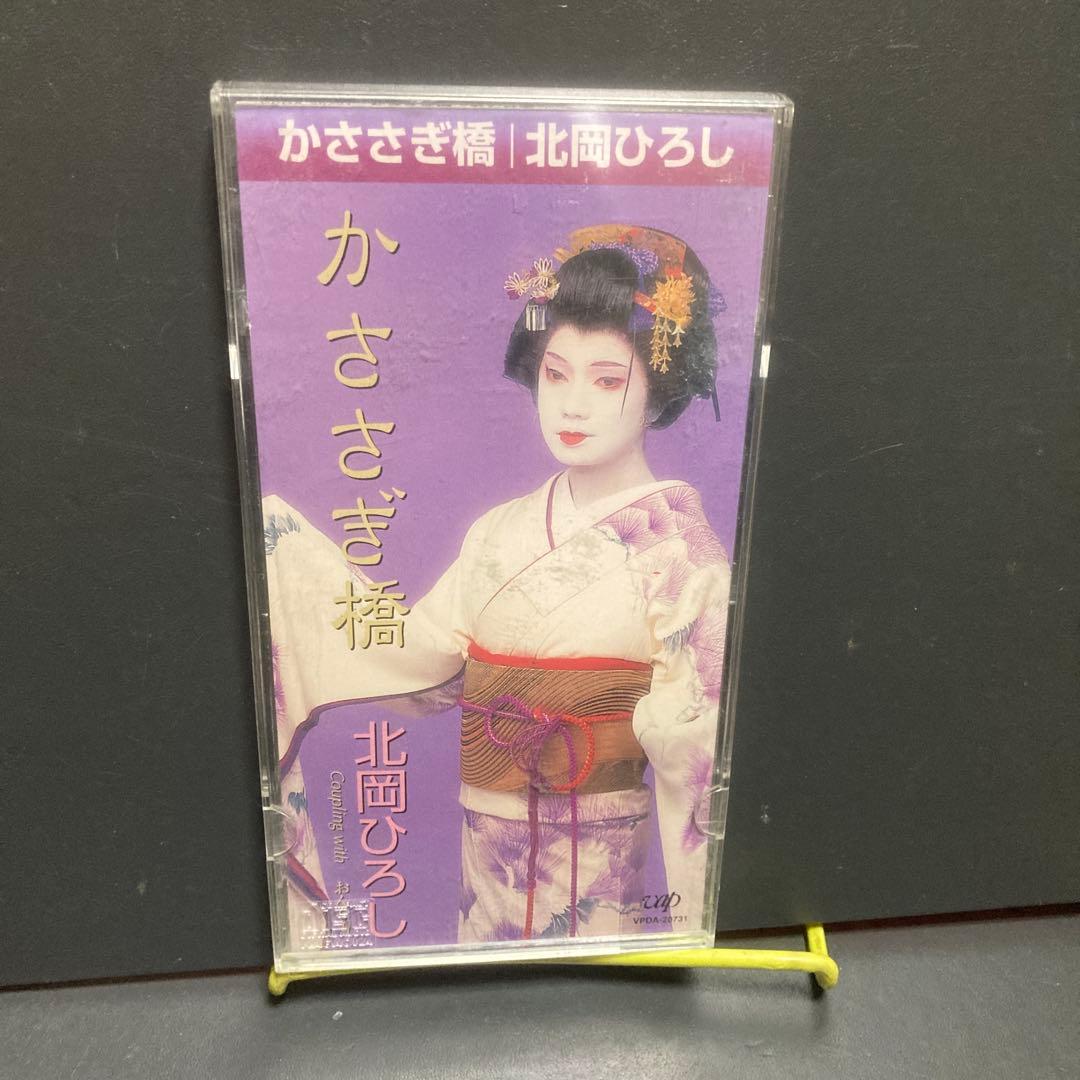 かささぎ橋｜北岡ひろし
かささぎ橋
北岡ひろし
Coupling with
vap
VPDA-20731